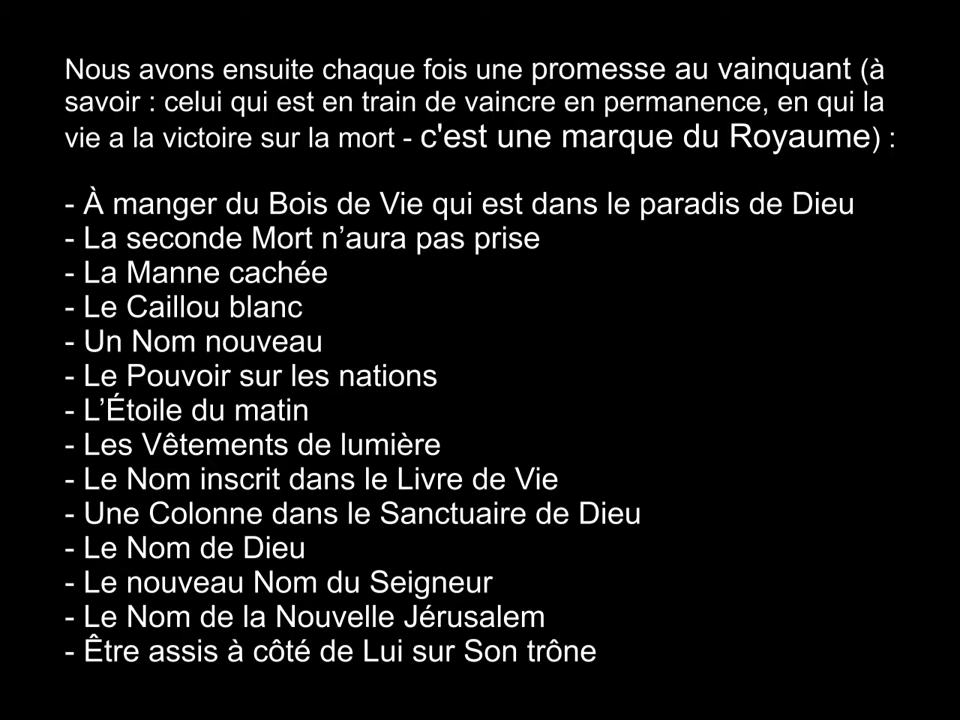 Nous avons ensuite chaque fois une promesse au vainquant (à
savoir : celui qui est en train de vaincre en permanence, en qui la
vie a la victoire sur la mort - c'est une marque du Royaume) :
- À manger du Bois de Vie qui est dans le paradis de Dieu
- La seconde Mort n’aura pas prise
- La Manne cachée
- Le Caillou blanc
- Un Nom nouveau
- Le Pouvoir sur les nations
- L’Étoile du matin
- Les Vêtements de lumière
- Le Nom inscrit dans le Livre de Vie
- Une Colonne dans le Sanctuaire de Dieu
- Le Nom de Dieu
- Le nouveau Nom du Seigneur
- Le Nom de la Nouvelle Jérusalem
- Être assis à côté de Lui sur Son trône